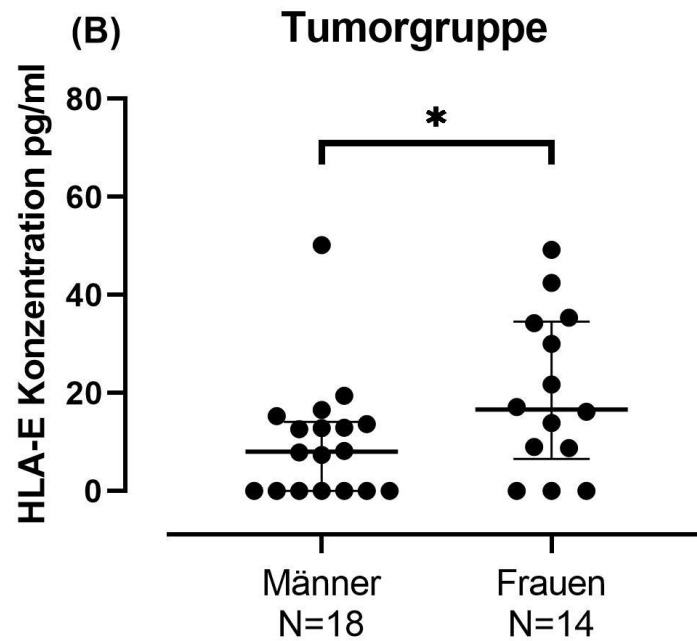 (B)
Tumorgruppe
HLA-E Konzentration pg/ml
80
60
40
20
0
*
Männer
N=18
Frauen
N=14